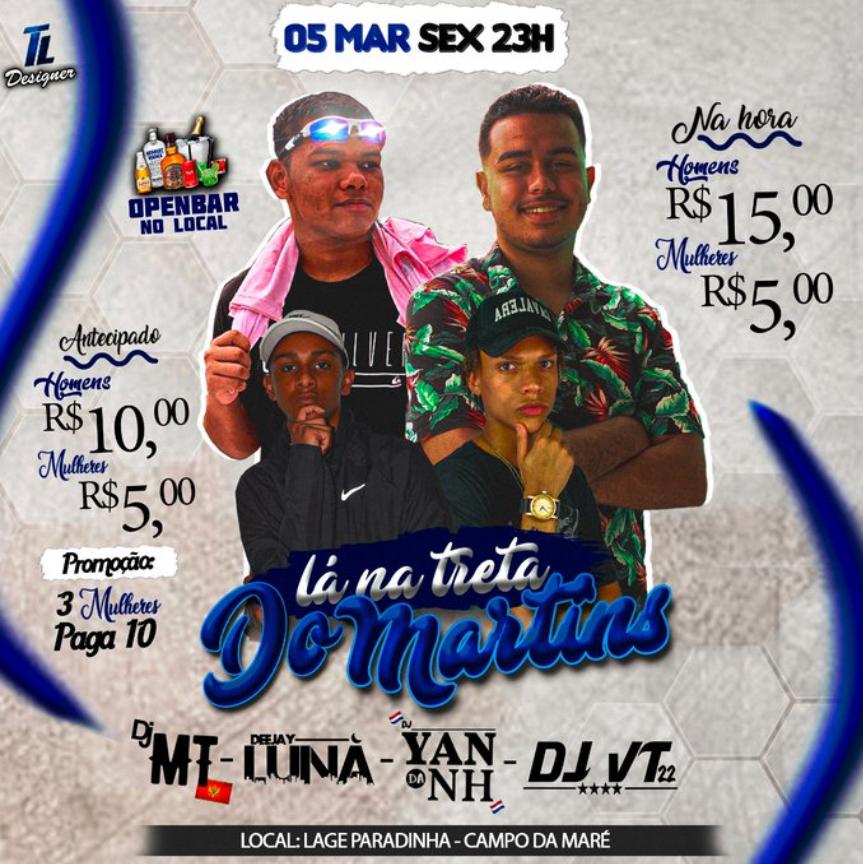 TL
Designer
05 MAR SEX 23H
OPENBAR
NO LOCAL
Na hora
Homens
R$ 15,00
Mulheres
R$ 5,00
Antecipado
Homens
R$ 10,00
Mulheres
R$ 5,00
Promoção:
3 Mulheres
Paga 10
CAVALERA
lá na treta
Do Martins
Dj MT - DEEJAY LUINÃ - DJ YAN DA NH - DJ VT 22
LOCAL: LAGE PARADINHA - CAMPO DA MARÉ